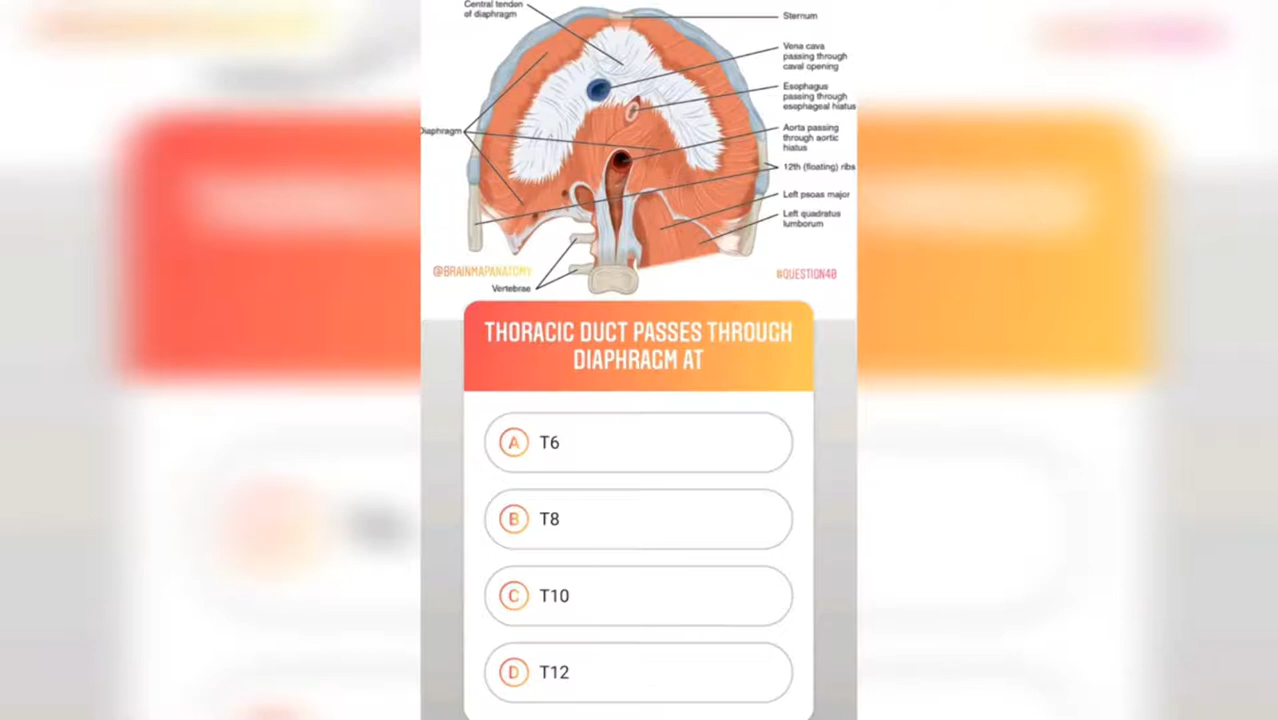 Central tendon
of diaphragm
Sternum
Vena cava
passing through
caval opening
Esophagus
passing through
esophageal hiatus
Diaphragm
Aorta passing
through aortic
hiatus
12th (floating) ribs
Left psoas major
Left quadratus
lumborum
@BRAINMAPANATOMY
#QUESTION40
Vertebrae
THORACIC DUCT PASSES THROUGH
DIAPHRAGM AT
A T6
B T8
C T10
D T12